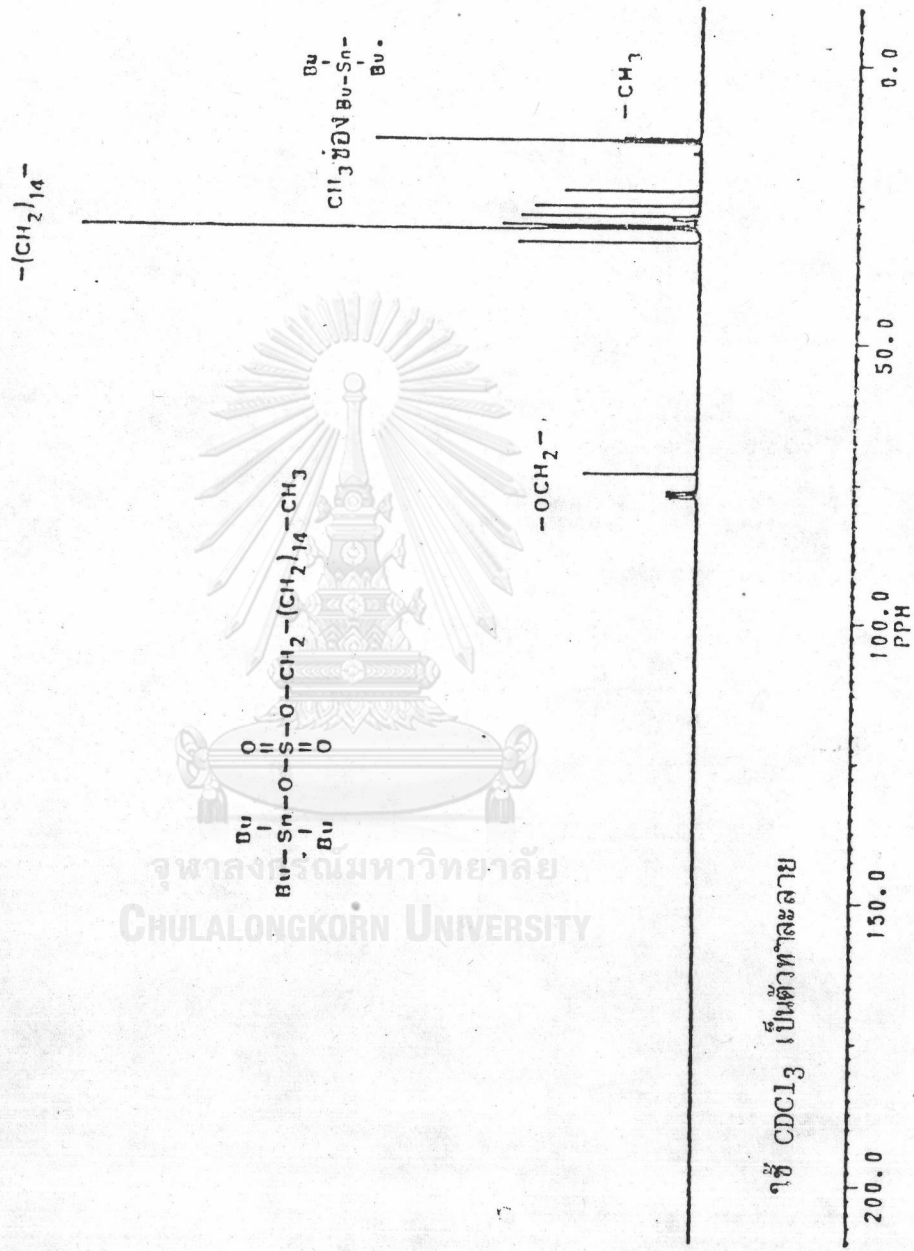 -(CH₂)₁₄-
Bu
CH₃ ของ Bu-Sn-
Bu
-CH₃
-OCH₂-
Bu O
Bu-Sn-O-S-O-CH₂-(CH₂)₁₄-CH₃
Bu O
จุฬาลงกรณ์มหาวิทยาลัย
CHULALONGKORN UNIVERSITY
ใช้ CDCl₃ เป็นตัวทำละลาย
200.0 150.0 100.0 50.0 0.0
PPM